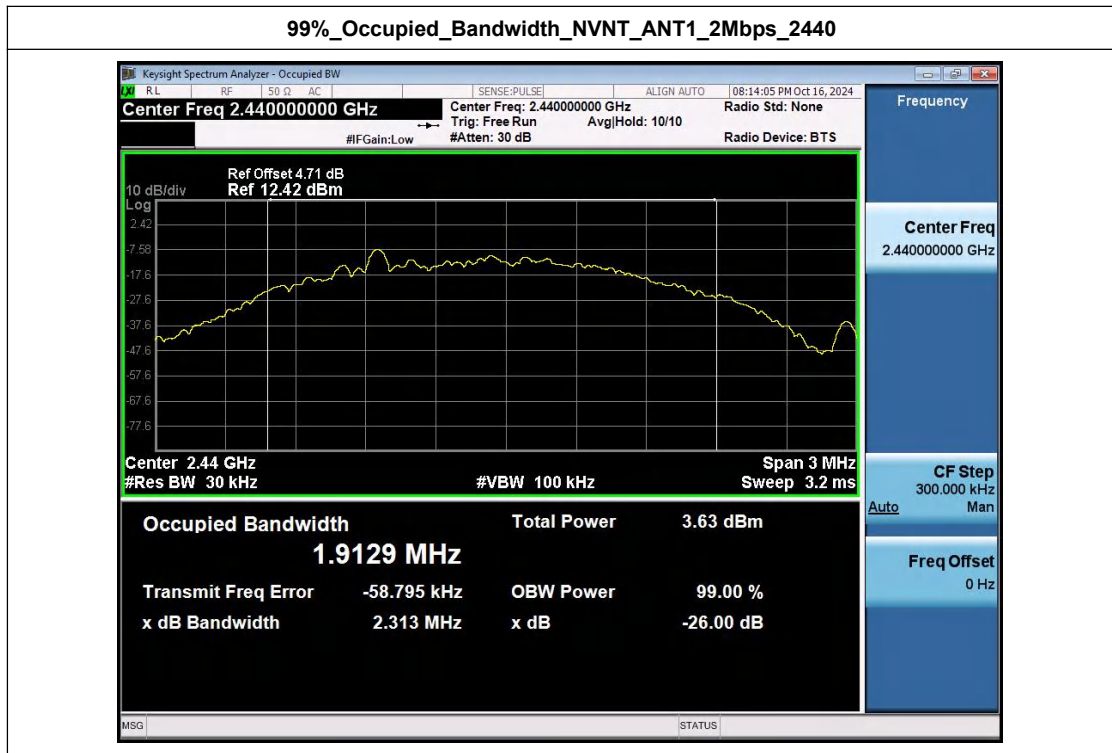 99%_Occupied_Bandwidth_NVNT_ANT1_2Mbps_2440
Keysight Spectrum Analyzer - Occupied BW
LXI RL RF 50 Ω AC SENSE:PULSE ALIGN AUTO 08:14:05 PM Oct 16, 2024
Center Freq 2.440000000 GHz Center Freq: 2.440000000 GHz Radio Std: None
Trig: Free Run Avg|Hold: 10/10
#IFGain:Low #Atten: 30 dB Radio Device: BTS
Ref Offset 4.71 dB
10 dB/div Ref 12.42 dBm
Log
2.42
-7.58
-17.6
-27.6
-37.6
-47.6
-57.6
-67.6
-77.6
Center 2.44 GHz Span 3 MHz
#Res BW 30 kHz #VBW 100 kHz Sweep 3.2 ms
Occupied Bandwidth Total Power 3.63 dBm
1.9129 MHz
Transmit Freq Error -58.795 kHz OBW Power 99.00 %
x dB Bandwidth 2.313 MHz x dB -26.00 dB
MSG STATUS
Frequency
Center Freq
2.440000000 GHz
CF Step
300.000 kHz
Auto Man
Freq Offset
0 Hz